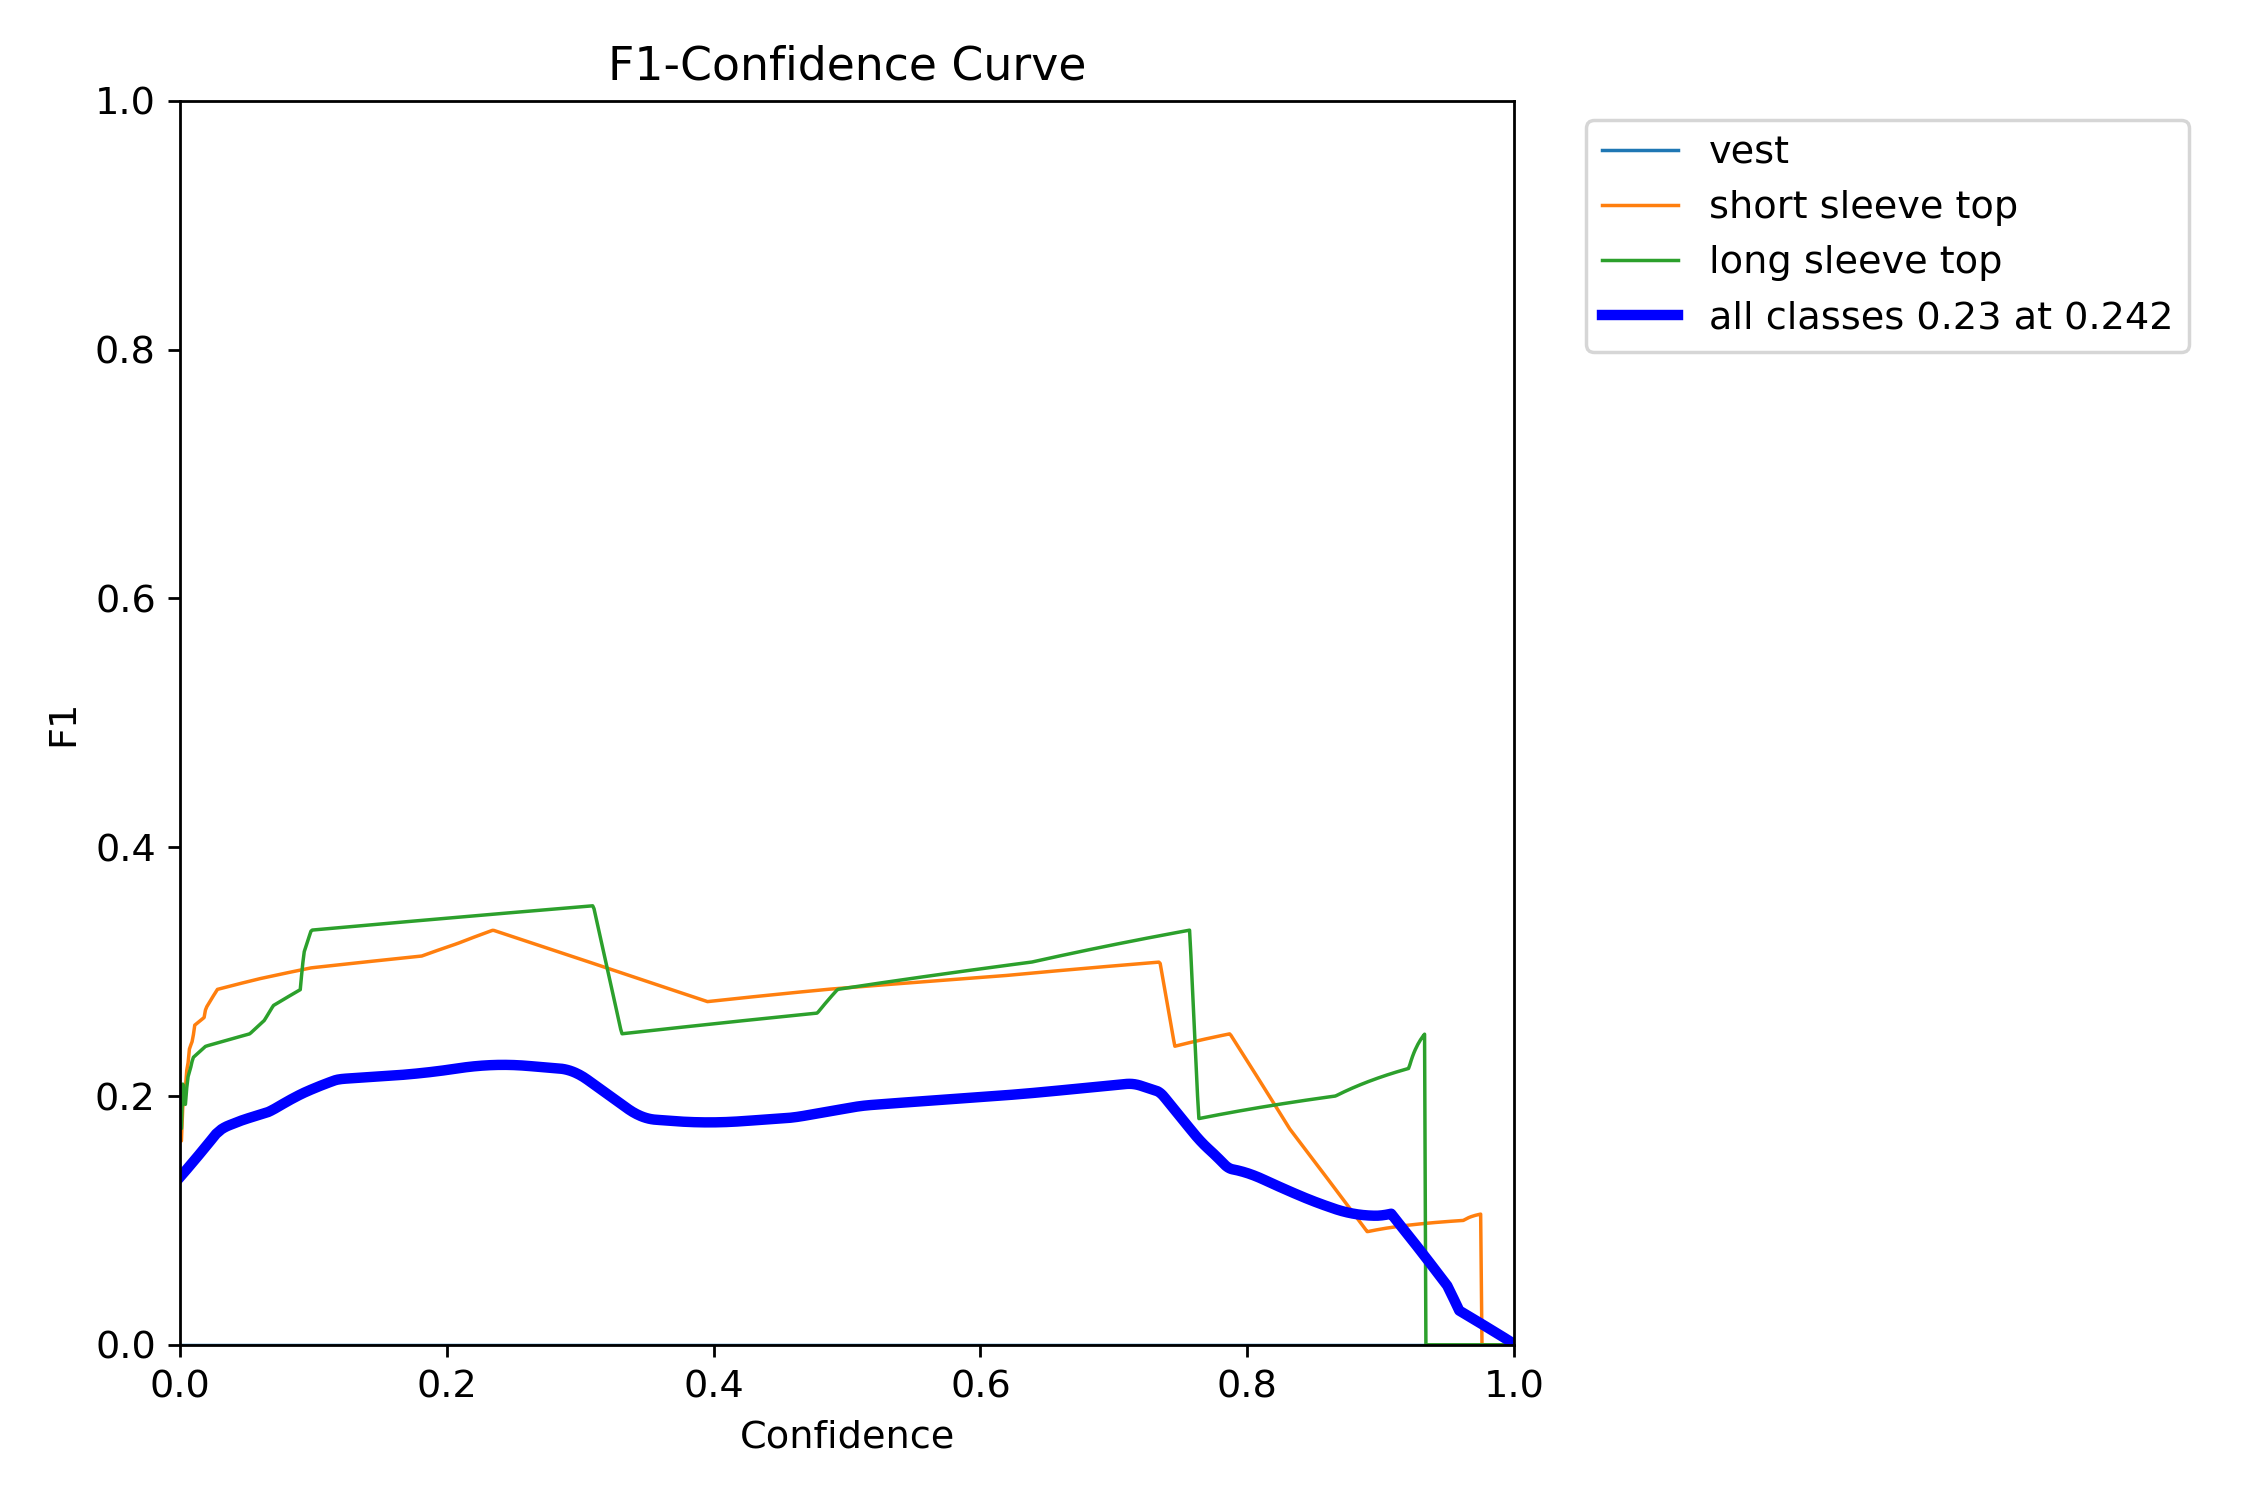 F1-Confidence Curve
1.0
0.8
0.6
0.4
0.2
0.0
F1
0.0 0.2 0.4 0.6 0.8 1.0
Confidence
vest
short sleeve top
long sleeve top
all classes 0.23 at 0.242